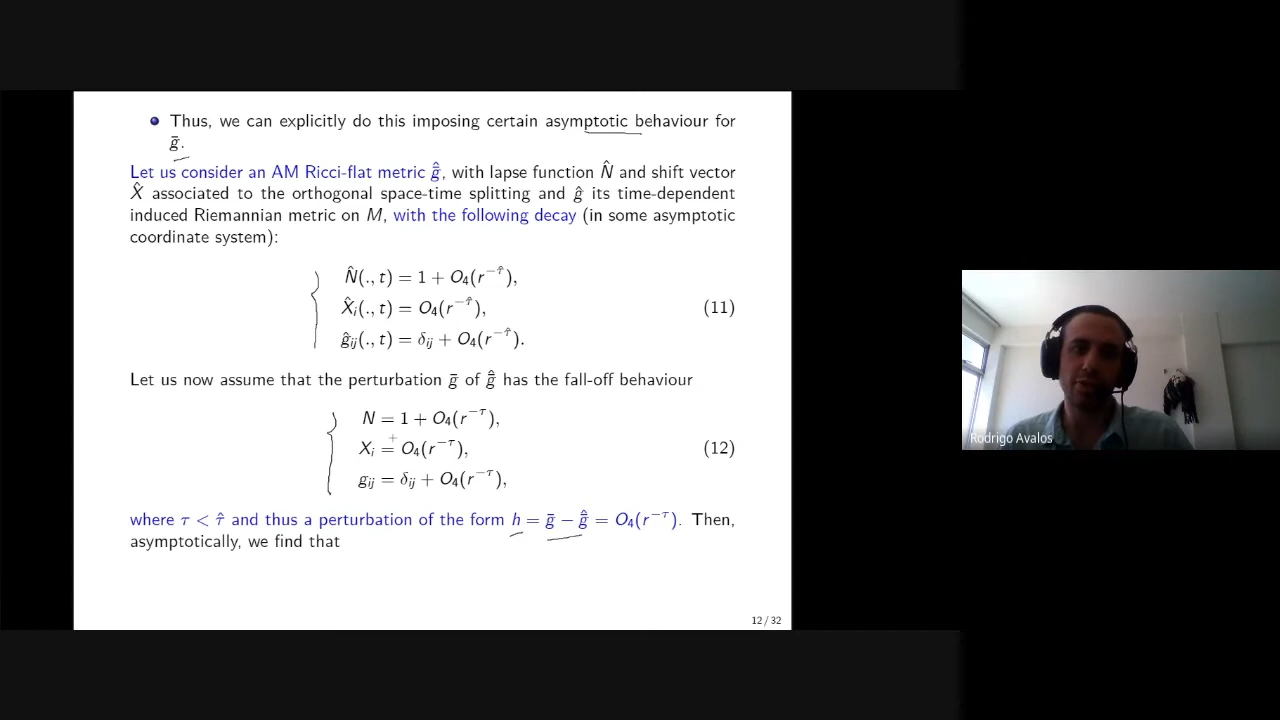 Thus, we can explicitly do this imposing certain asymptotic behaviour for
ḡ.
Let us consider an AM Ricci-flat metric ĝ̄, with lapse function N̂ and shift vector
X̂ associated to the orthogonal space-time splitting and ĝ its time-dependent
induced Riemannian metric on M, with the following decay (in some asymptotic
coordinate system):
N̂(., t) = 1 + O₄(r^{−τ̂}),
X̂ᵢ(., t) = O₄(r^{−τ̂}), (11)
ĝᵢⱼ(., t) = δᵢⱼ + O₄(r^{−τ̂}).
Let us now assume that the perturbation ḡ of ĝ̄ has the fall-off behaviour
N = 1 + O₄(r^{−τ}),
Xᵢ = O₄(r^{−τ}), (12)
gᵢⱼ = δᵢⱼ + O₄(r^{−τ}),
where τ < τ̂ and thus a perturbation of the form h = ḡ − ĝ̄ = O₄(r^{−τ}). Then,
asymptotically, we find that
12 / 32
Rodrigo Avalos